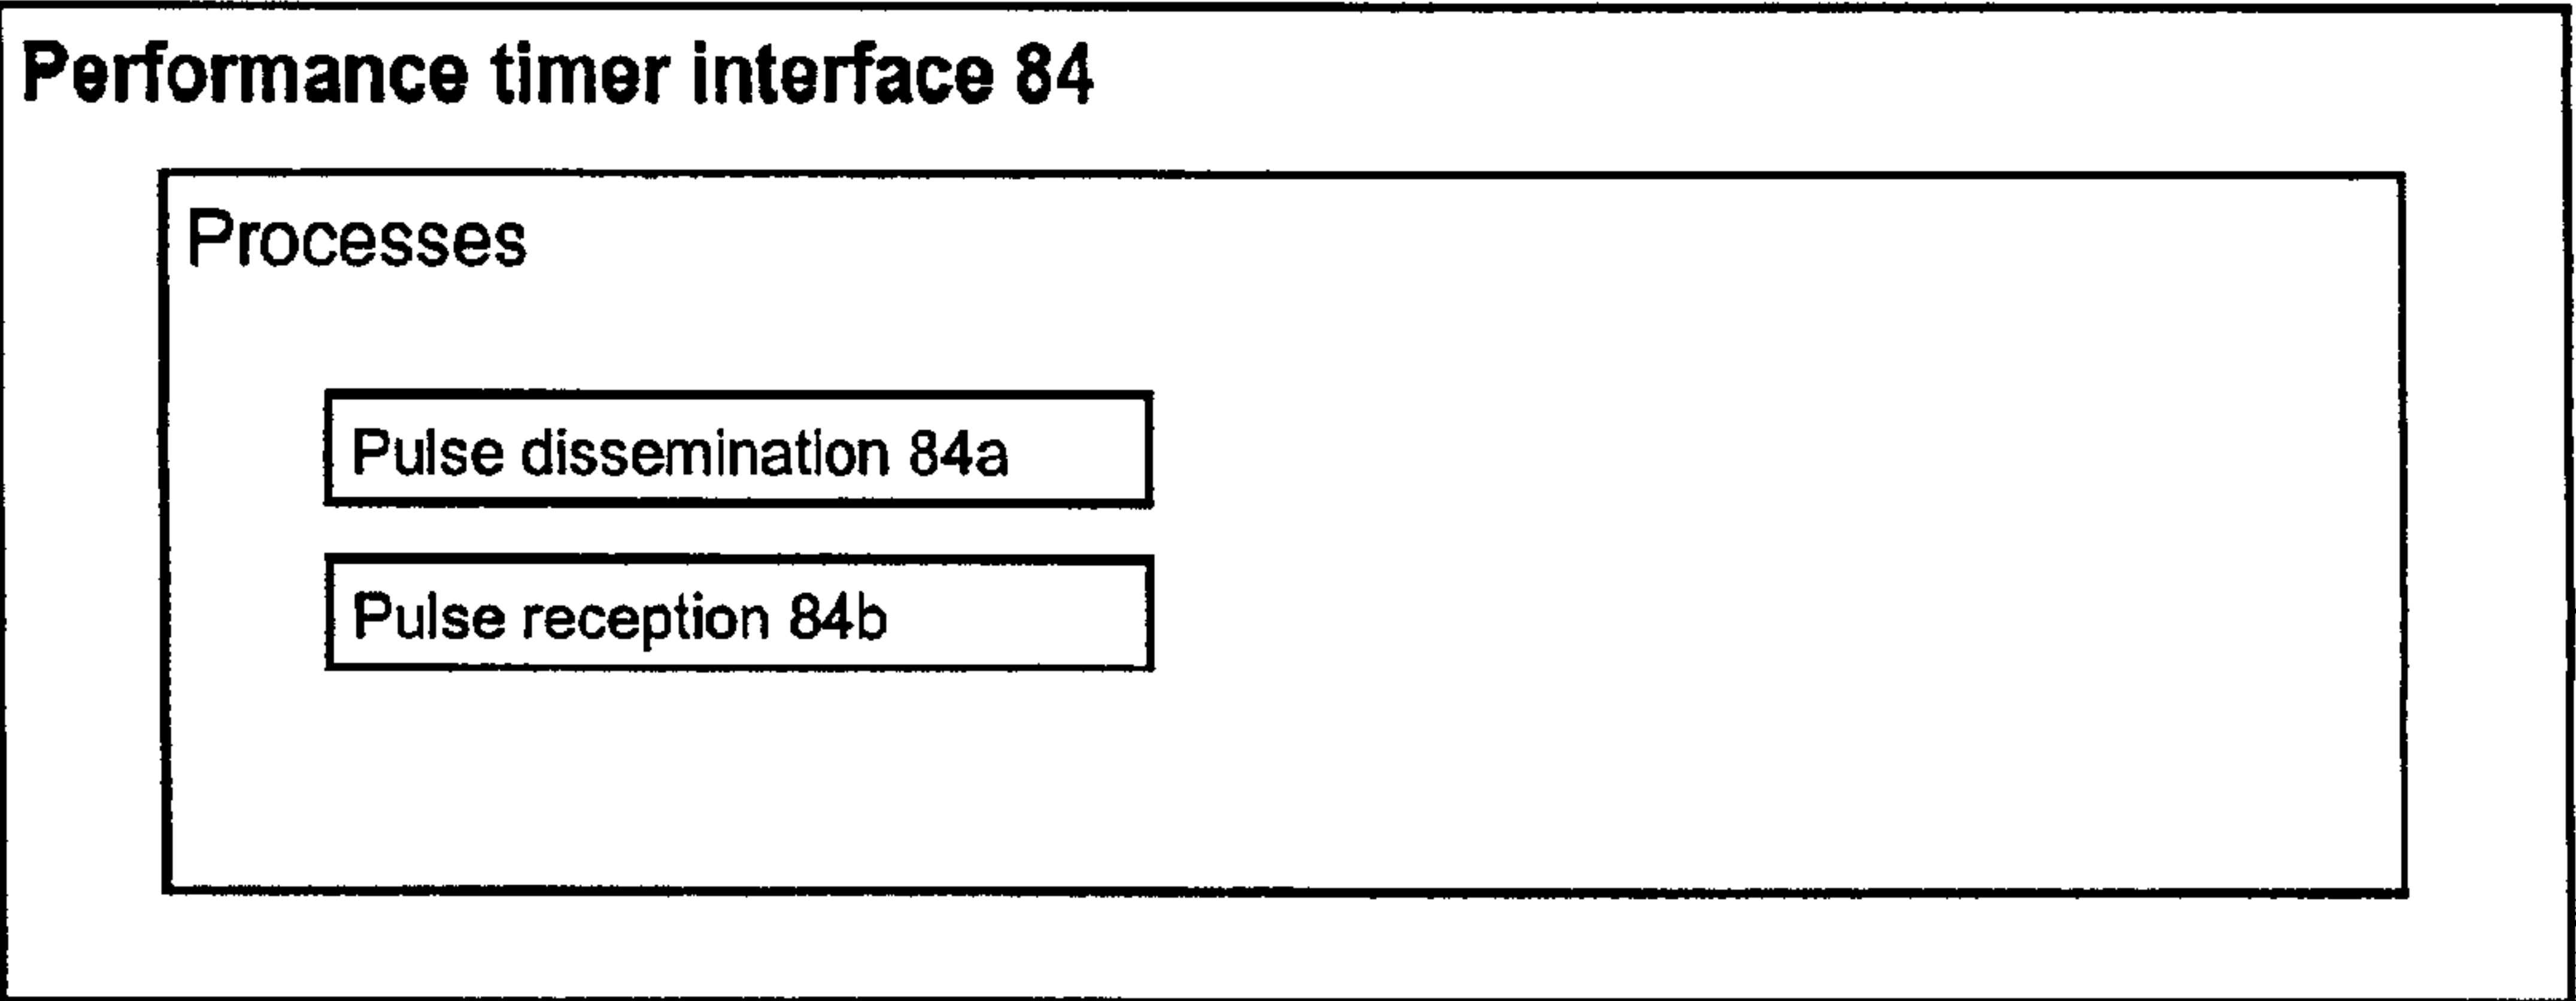 Performance timer interface 84
Processes
Pulse dissemination 84a
Pulse reception 84b